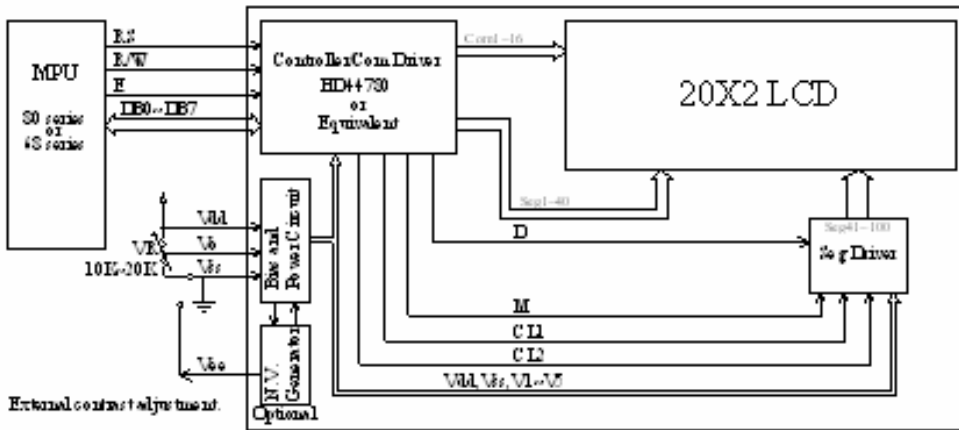 MPU
80 series
or
68 series
RS
R/W
E
DB0~DB7
Controller/Com Driver
HD44780
or
Equivalent
Com1~16
20X2 LCD
Seg1~40
D
Seg41~100
Seg Driver
M
CL1
CL2
Vdd, Vss, V1~V5
Vdd
Vo
Vss
VR
10K~20K
Bias and
Power Circuit
Vee
N.V.
Generator
Optional
External contrast adjustment.